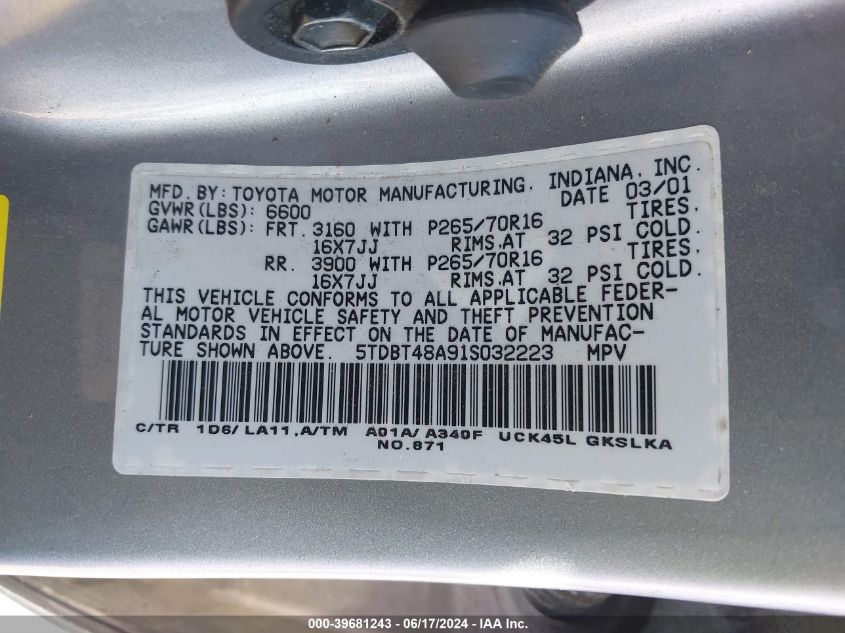 MFD. BY: TOYOTA MOTOR MANUFACTURING, INDIANA, INC.
GVWR(LBS): 6600 DATE 03/01
GAWR(LBS): FRT. 3160 WITH P265/70R16 TIRES,
16X7JJ RIMS,AT 32 PSI COLD.
RR. 3900 WITH P265/70R16 TIRES,
16X7JJ RIMS,AT 32 PSI COLD.
THIS VEHICLE CONFORMS TO ALL APPLICABLE FEDER-
AL MOTOR VEHICLE SAFETY AND THEFT PREVENTION
STANDARDS IN EFFECT ON THE DATE OF MANUFAC-
TURE SHOWN ABOVE. 5TDBT48A91S032223 MPV
C/TR 1D6/LA11,A/TM A01A/A340F UCK45L GKSLKA
NO.871
000-39681243 - 06/17/2024 - IAA Inc.